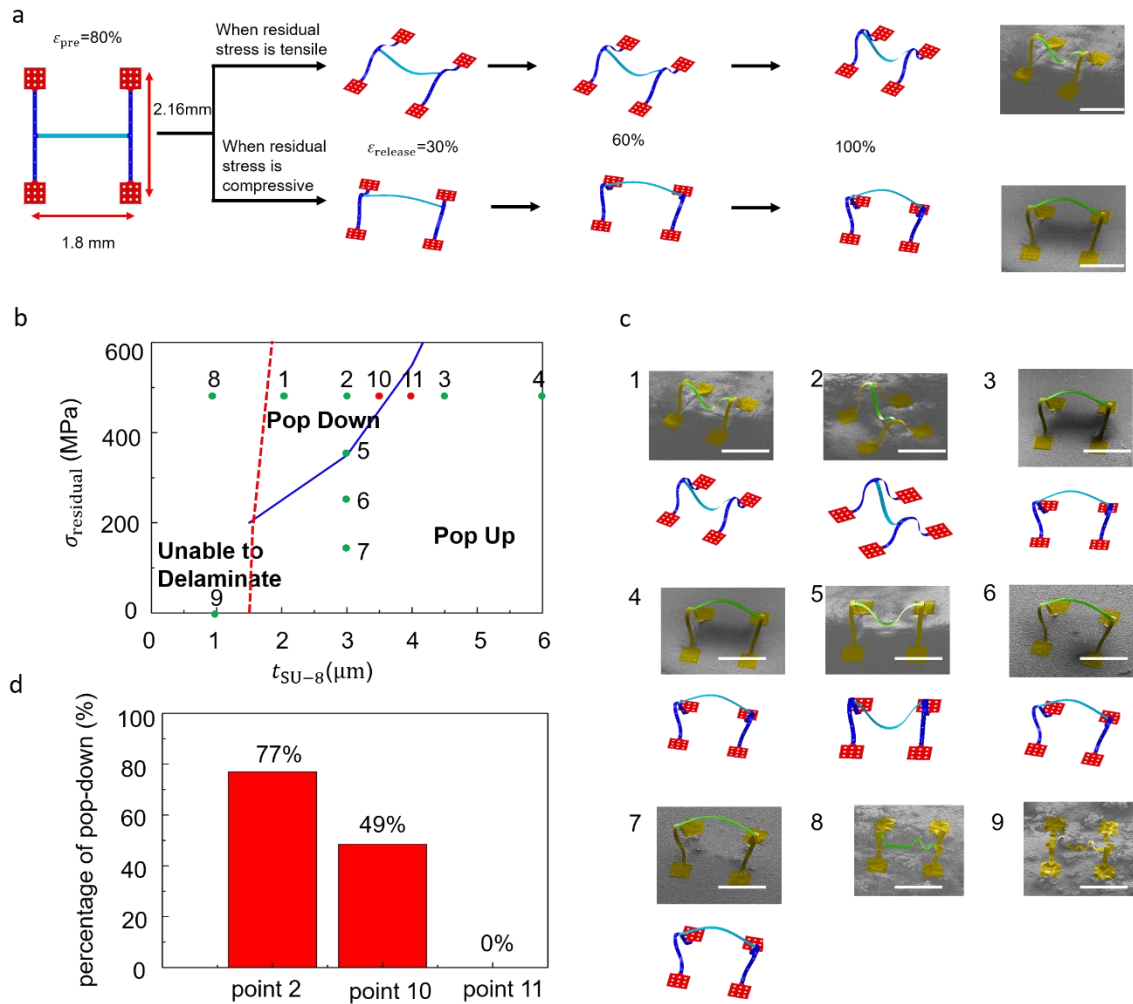 a
ε_pre=80%
2.16mm
1.8 mm
When residual
stress is tensile
When residual
stress is
compressive
ε_release=30%
60%
100%
b
600
400
200
0
σ_residual (MPa)
8 1 2 10 11 3 4
Pop Down
5
6
7
Pop Up
Unable to
Delaminate
9
0 1 2 3 4 5 6
t_SU−8(μm)
c
1
2
3
4
5
6
7
8
9
d
percentage of pop-down (%)
100
80
60
40
20
0
77%
49%
0%
point 2
point 10
point 11